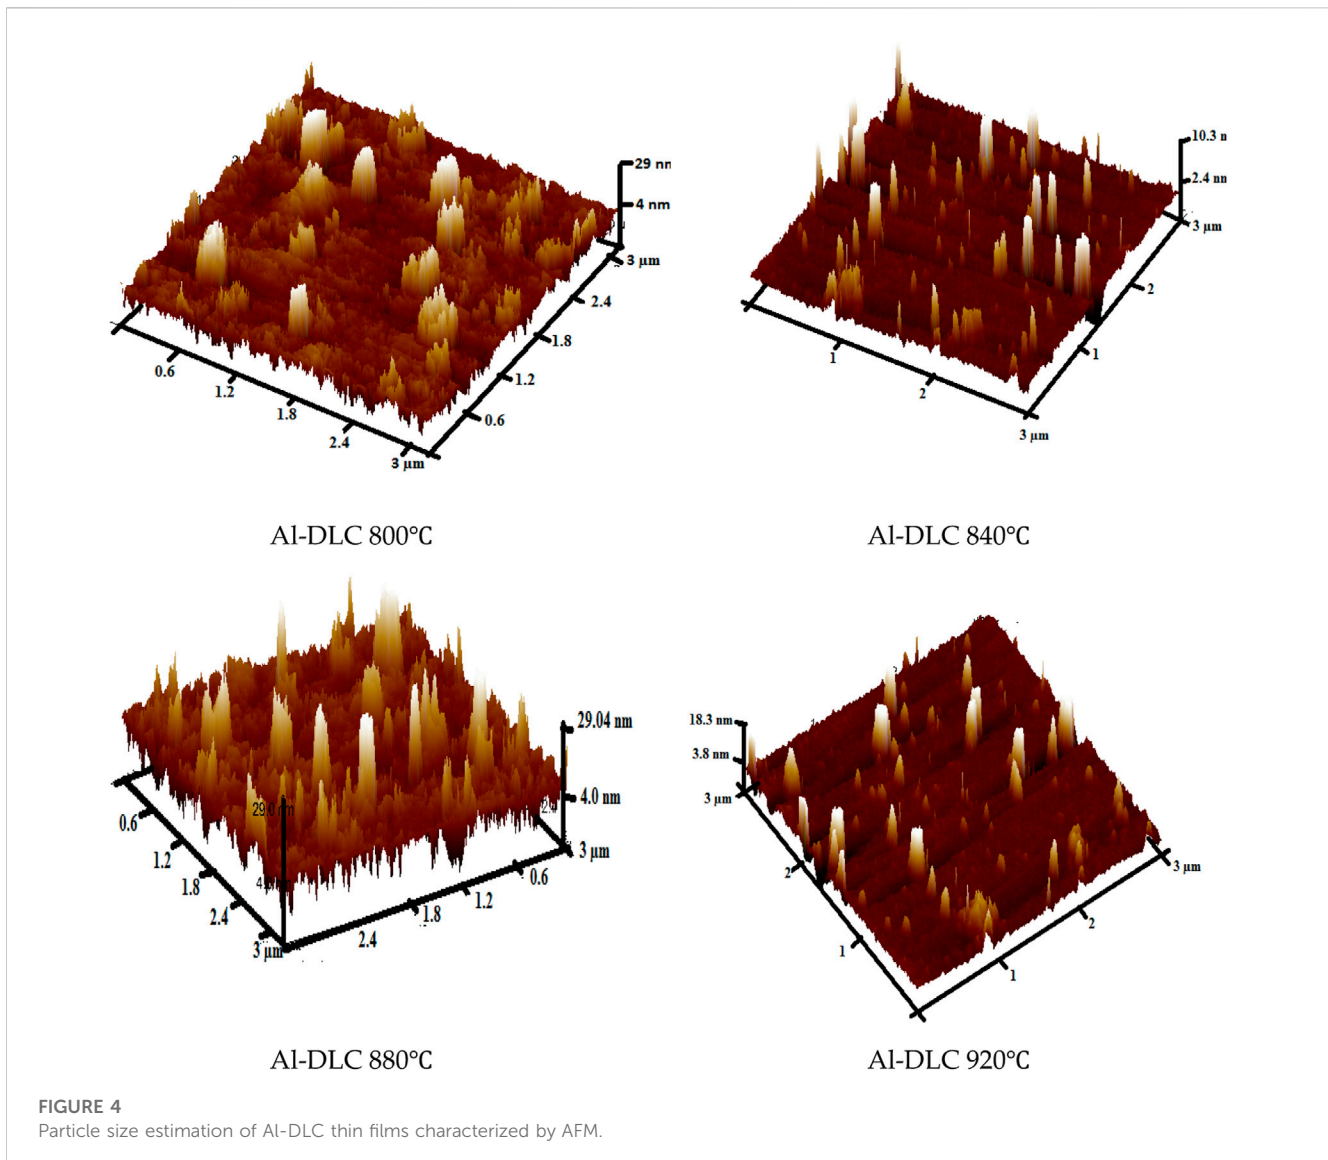 29 nm
4 nm
3 µm
2.4
1.8
1.2
0.6
0.6
1.2
1.8
2.4
3 µm
Al-DLC 800°C
10.3 n
2.4 nm
3 µm
2
1
1
2
3 µm
Al-DLC 840°C
29.04 nm
4.0 nm
3 µm
0.6
1.2
1.8
2.4
0.6
1.2
1.8
2.4
3 µm
Al-DLC 880°C
18.3 nm
3.8 nm
3 µm
2
1
1
2
3 µm
Al-DLC 920°C
FIGURE 4
Particle size estimation of Al-DLC thin films characterized by AFM.